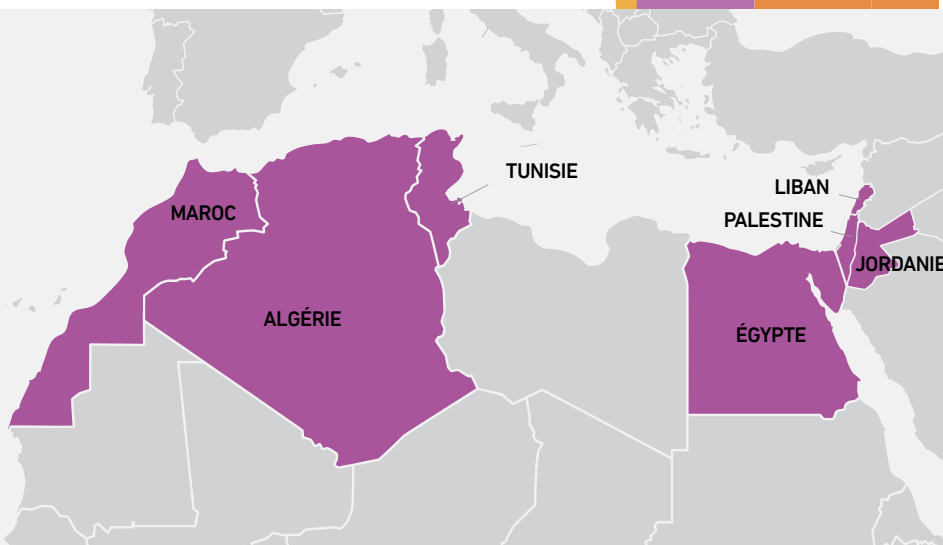 TUNISIE
LIBAN
MAROC
PALESTINE
JORDANIE
ALGÉRIE
ÉGYPTE